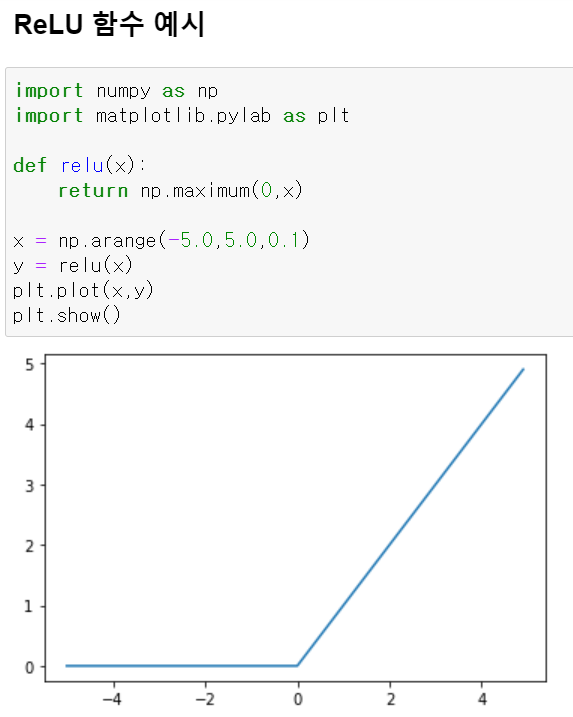 ReLU 함수 예시
import numpy as np
import matplotlib.pylab as plt
def relu(x):
    return np.maximum(0,x)
x = np.arange(-5.0,5.0,0.1)
y = relu(x)
plt.plot(x,y)
plt.show()
5
4
3
2
1
0
−4 −2 0 2 4